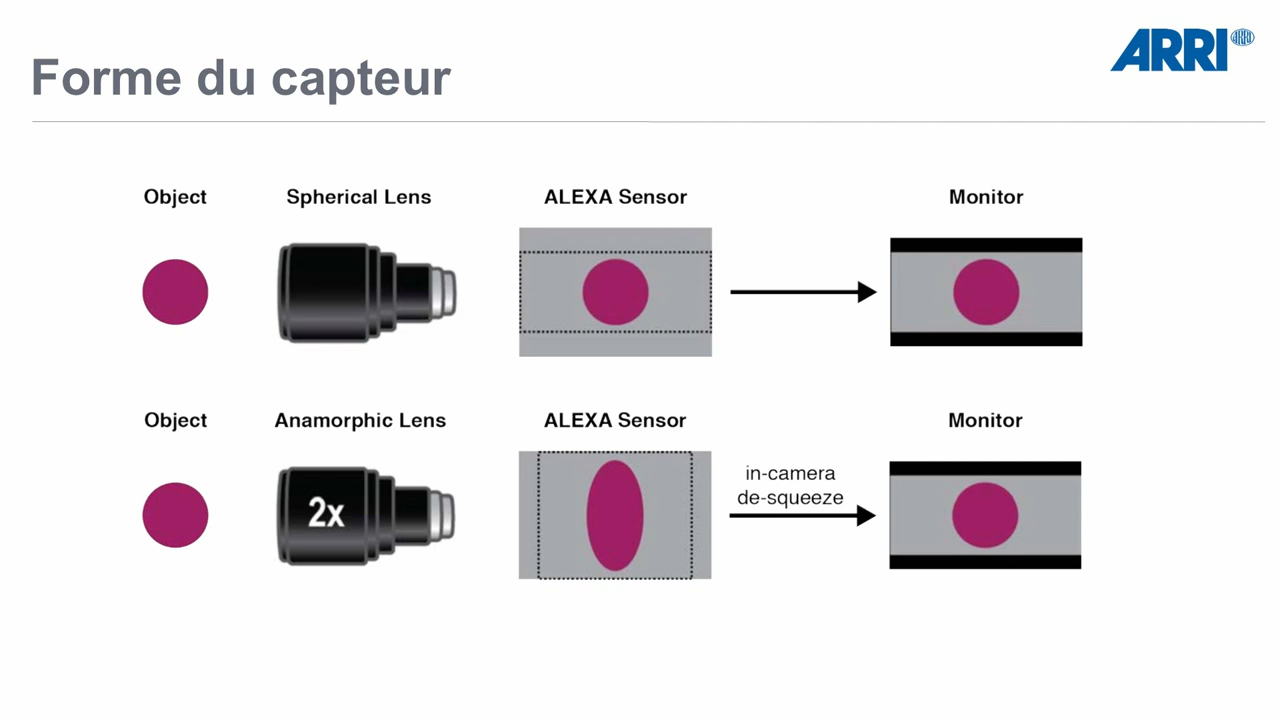 Forme du capteur
ARRI ARRI
Object Spherical Lens ALEXA Sensor Monitor
Object Anamorphic Lens ALEXA Sensor Monitor
2x
in-camera
de-squeeze